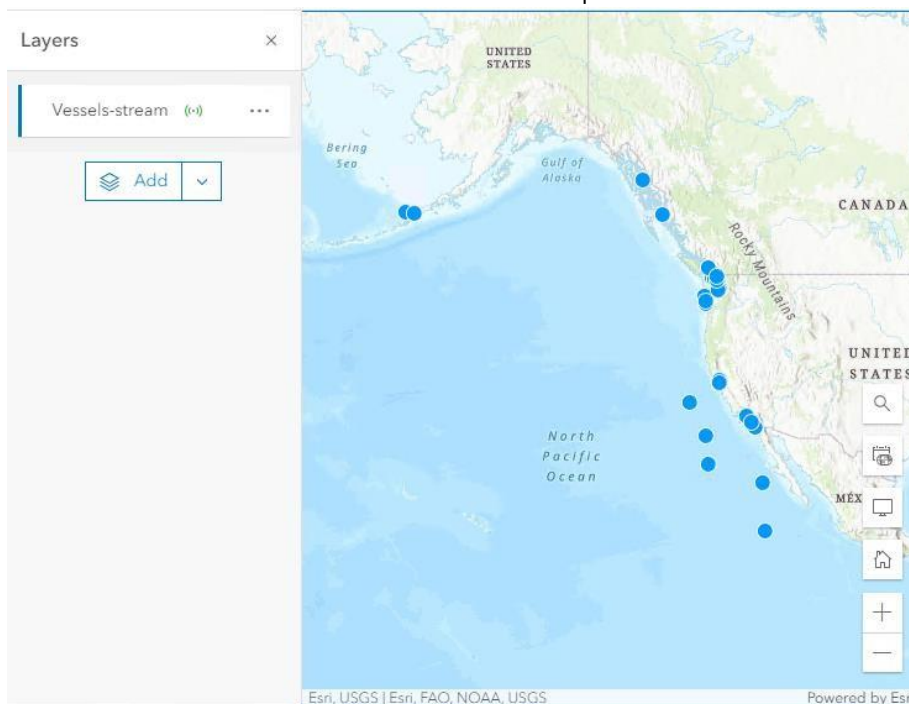 Layers
Vessels-stream
Add
UNITED
STATES
Bering
Sea
Gulf of
Alaska
CANADA
Rocky Mountains
UNITED
STATES
North
Pacific
Ocean
MÉX
Esri, USGS | Esri, FAO, NOAA, USGS
Powered by Esri